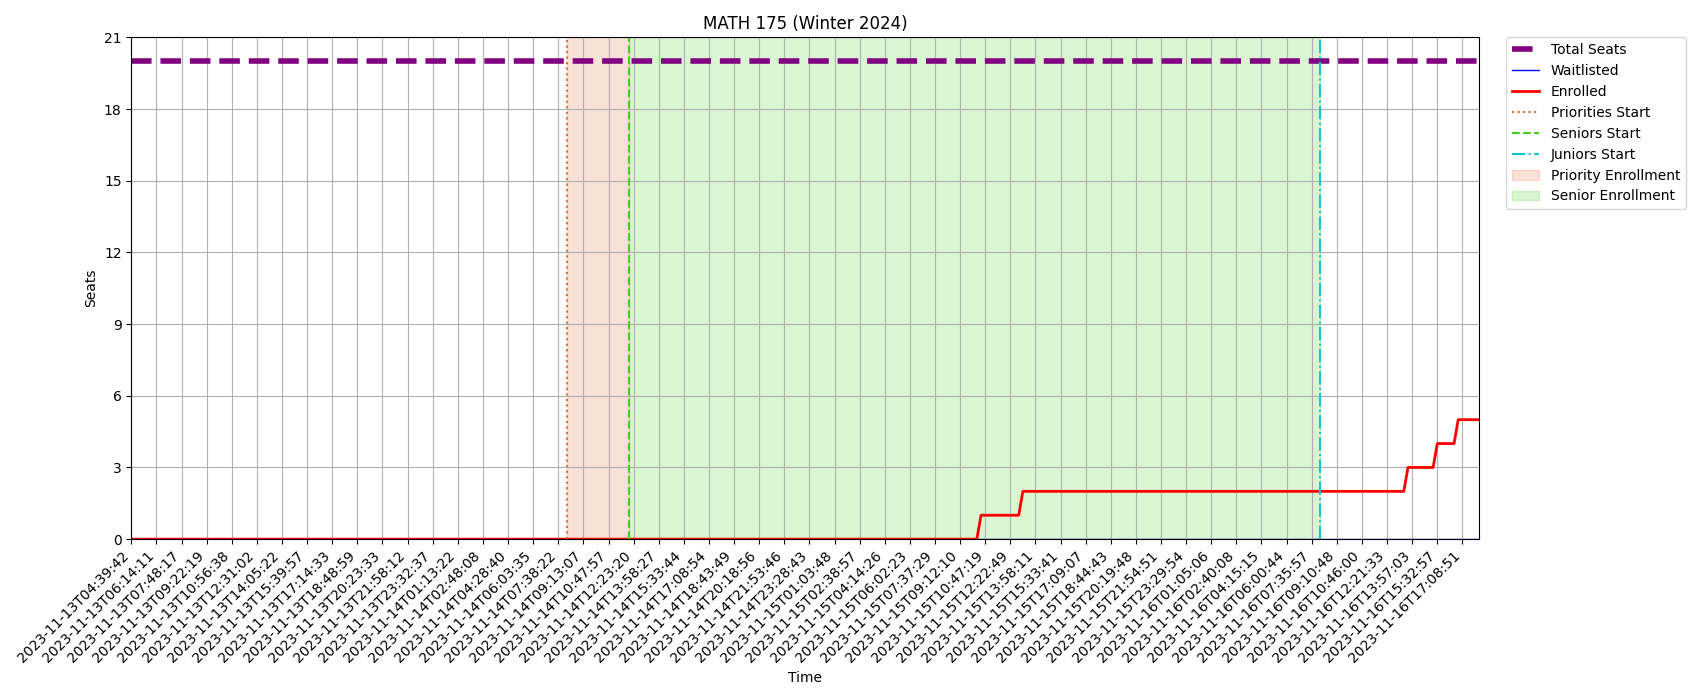 MATH 175 (Winter 2024)
21
18
15
12
9
6
3
0
Seats
2023-11-13T04:39:42
2023-11-13T06:14:11
2023-11-13T07:48:17
2023-11-13T09:22:19
2023-11-13T10:56:38
2023-11-13T12:31:02
2023-11-13T14:05:22
2023-11-13T15:39:57
2023-11-13T17:14:33
2023-11-13T18:48:59
2023-11-13T20:23:33
2023-11-13T21:58:12
2023-11-13T23:32:37
2023-11-14T01:13:22
2023-11-14T02:48:08
2023-11-14T04:28:40
2023-11-14T06:03:35
2023-11-14T07:38:22
2023-11-14T09:13:07
2023-11-14T10:47:57
2023-11-14T12:23:20
2023-11-14T13:58:27
2023-11-14T15:33:44
2023-11-14T17:08:54
2023-11-14T18:43:49
2023-11-14T20:18:56
2023-11-14T21:53:46
2023-11-14T23:28:43
2023-11-15T01:03:48
2023-11-15T02:38:57
2023-11-15T04:14:26
2023-11-15T06:02:23
2023-11-15T07:37:29
2023-11-15T09:12:10
2023-11-15T10:47:19
2023-11-15T12:22:49
2023-11-15T13:58:11
2023-11-15T15:33:41
2023-11-15T17:09:07
2023-11-15T18:44:43
2023-11-15T20:19:48
2023-11-15T21:54:51
2023-11-15T23:29:54
2023-11-16T01:05:06
2023-11-16T02:40:08
2023-11-16T04:15:15
2023-11-16T06:00:44
2023-11-16T07:35:57
2023-11-16T09:10:48
2023-11-16T10:46:00
2023-11-16T12:21:33
2023-11-16T13:57:03
2023-11-16T15:32:57
2023-11-16T17:08:51
Time
Total Seats
Waitlisted
Enrolled
Priorities Start
Seniors Start
Juniors Start
Priority Enrollment
Senior Enrollment